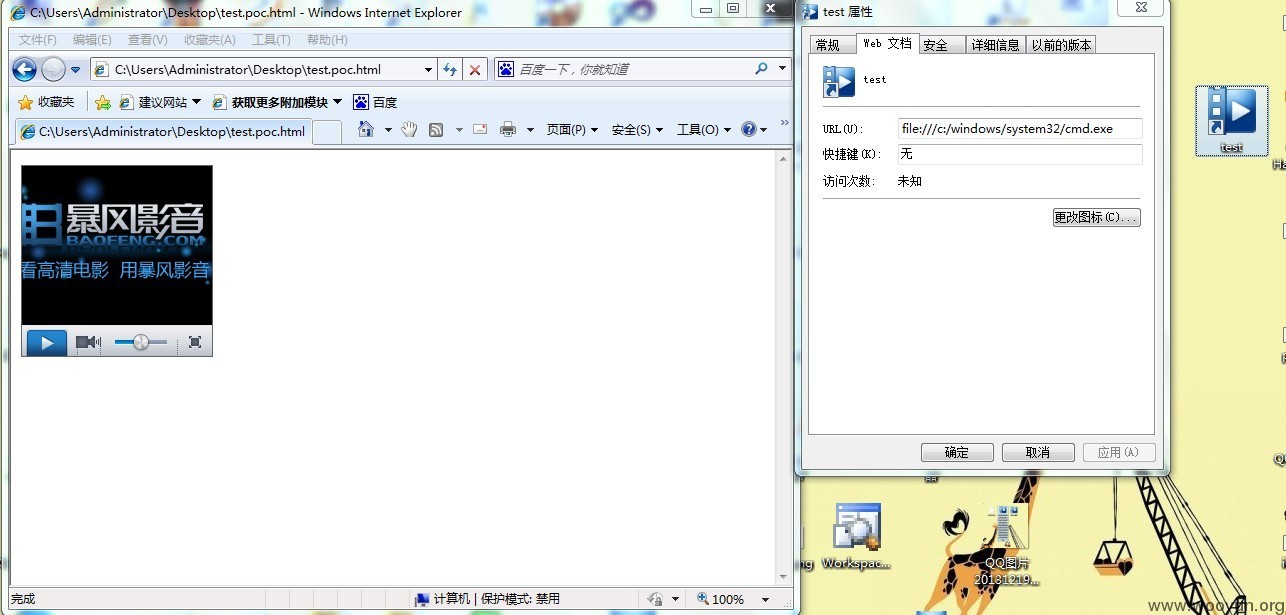 C:\Users\Administrator\Desktop\test.poc.html - Windows Internet Explorer
文件(F) 编辑(E) 查看(V) 收藏夹(A) 工具(T) 帮助(H)
C:\Users\Administrator\Desktop\test.poc.html
百度一下，你就知道
收藏夹 建议网站 获取更多附加模块 百度
C:\Users\Administrator\Desktop\test.poc.html
页面(P) 安全(S) 工具(O)
暴风影音
BAOFENG.COM
看高清电影 用暴风影音
完成
计算机 | 保护模式: 禁用
100%
test 属性
常规 Web 文档 安全 详细信息 以前的版本
test
URL(U): file:///c:/windows/system32/cmd.exe
快捷键(K): 无
访问次数: 未知
更改图标(C)...
确定 取消 应用(A)
test
Workspac...
QQ图片
20131219...